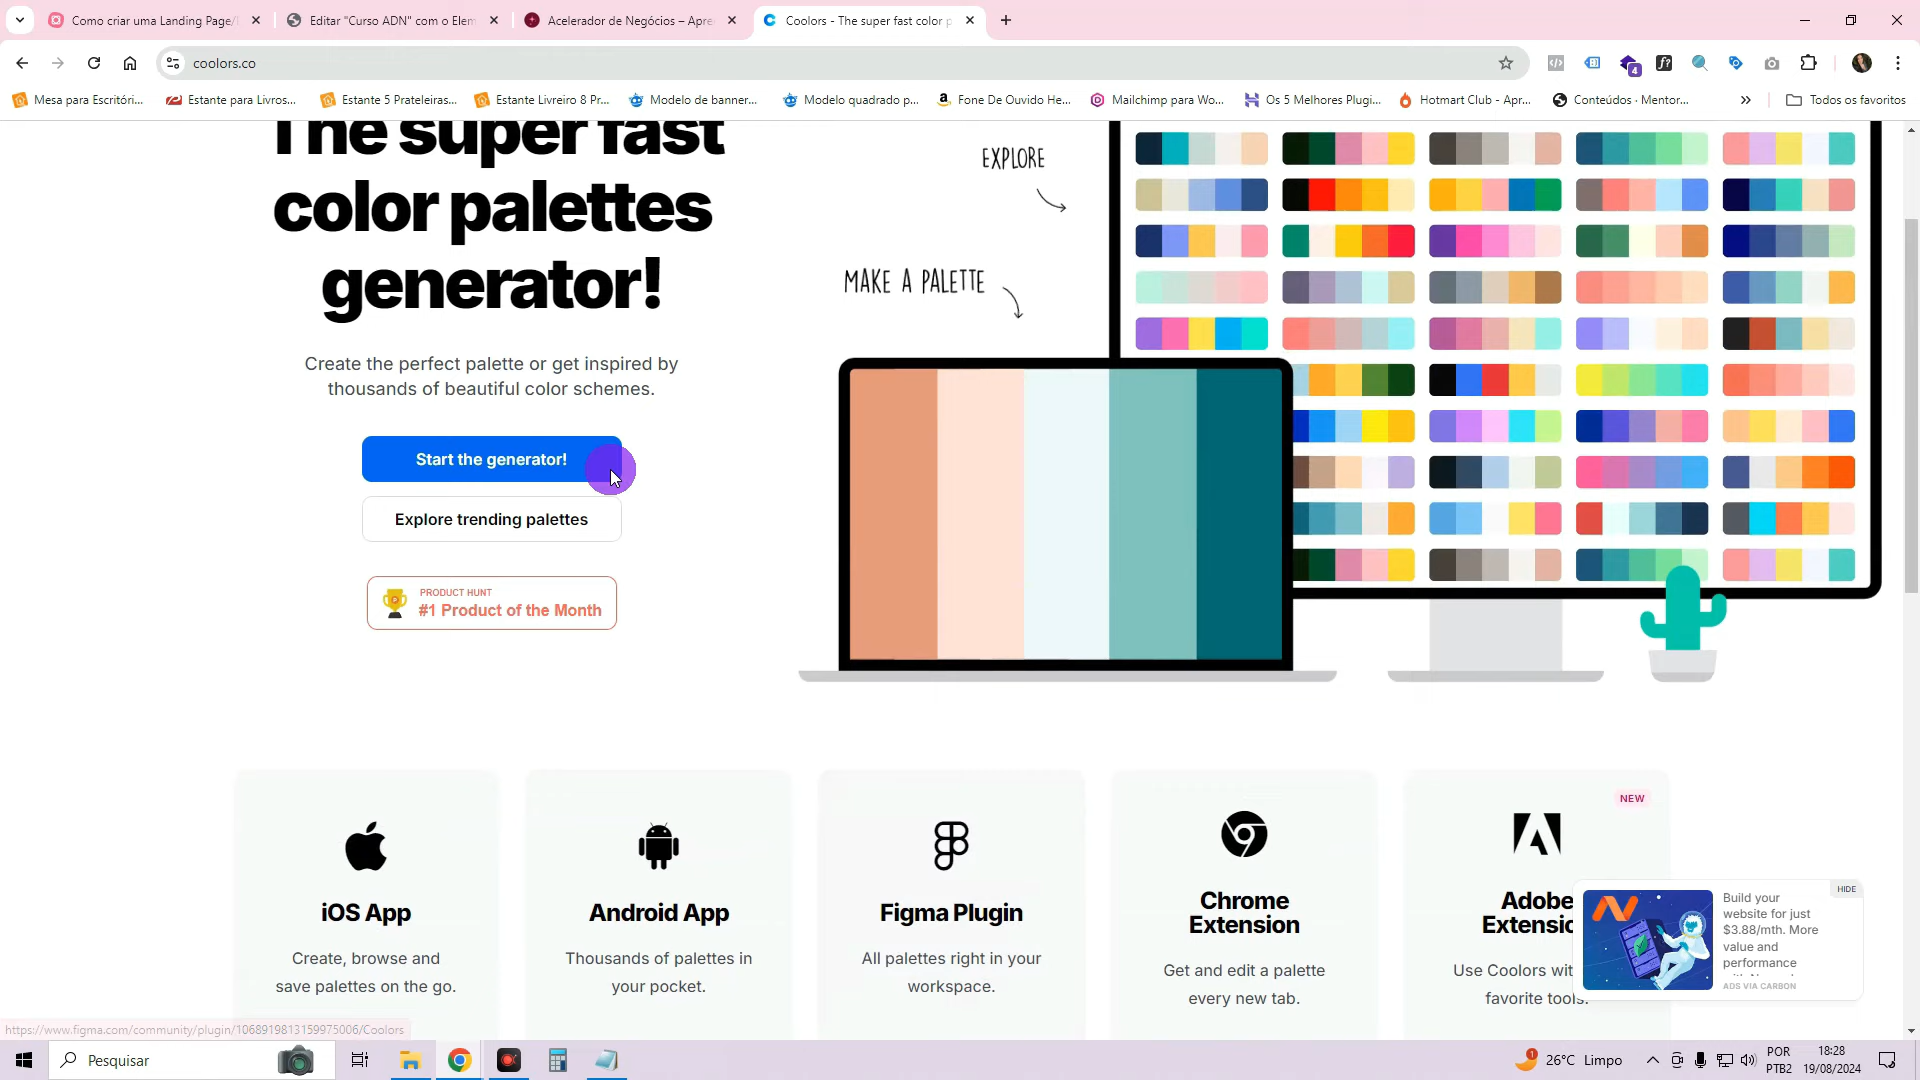 Como criar uma Landing Page/
Editar "Curso ADN" com o Elem
Acelerador de Negócios – Apre
Coolors - The super fast color p
coolors.co
4
f?
Mesa para Escritóri...
Estante para Livros...
Estante 5 Prateleiras...
Estante Livreiro 8 Pr...
Modelo de banner...
Modelo quadrado p...
Fone De Ouvido He...
Mailchimp para Wo...
Os 5 Melhores Plugi...
Hotmart Club - Apr...
Conteúdos · Mentor...
Todos os favoritos
The super fast
color palettes
generator!
Create the perfect palette or get inspired by
thousands of beautiful color schemes.
Start the generator!
Explore trending palettes
PRODUCT HUNT
#1 Product of the Month
EXPLORE
MAKE A PALETTE
iOS App
Create, browse and
save palettes on the go.
Android App
Thousands of palettes in
your pocket.
Figma Plugin
All palettes right in your
workspace.
Chrome
Extension
Get and edit a palette
every new tab.
NEW
Adobe
Extensio
Use Coolors wit
favorite tools.
HIDE
Build your
website for just
$3.88/mth. More
value and
performance
ADS VIA CARBON
https://www.figma.com/community/plugin/1068919813159975006/Coolors
Pesquisar
1
26°C Limpo
POR
PTB2
18:28
19/08/2024